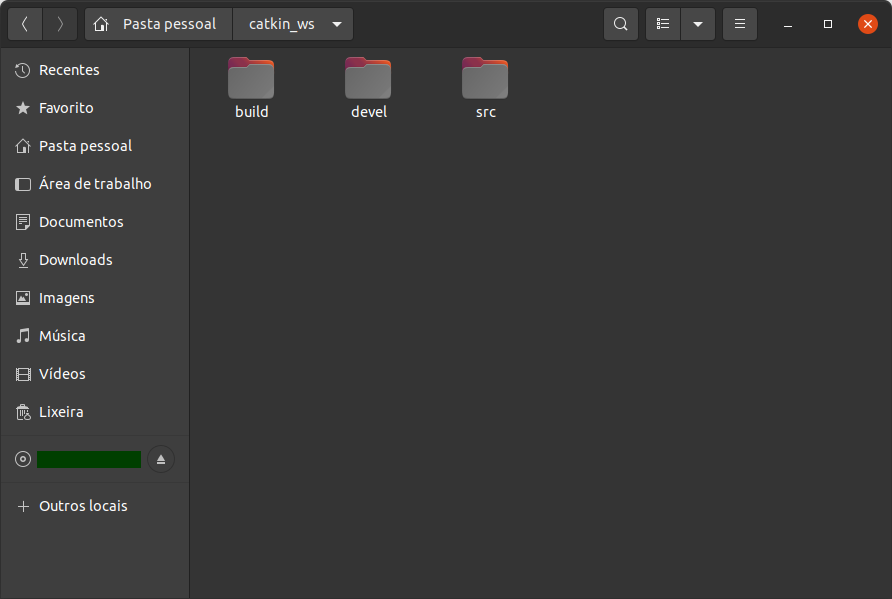 Pasta pessoal catkin_ws
Recentes
Favorito
Pasta pessoal
Área de trabalho
Documentos
Downloads
Imagens
Música
Vídeos
Lixeira
Outros locais
build devel src